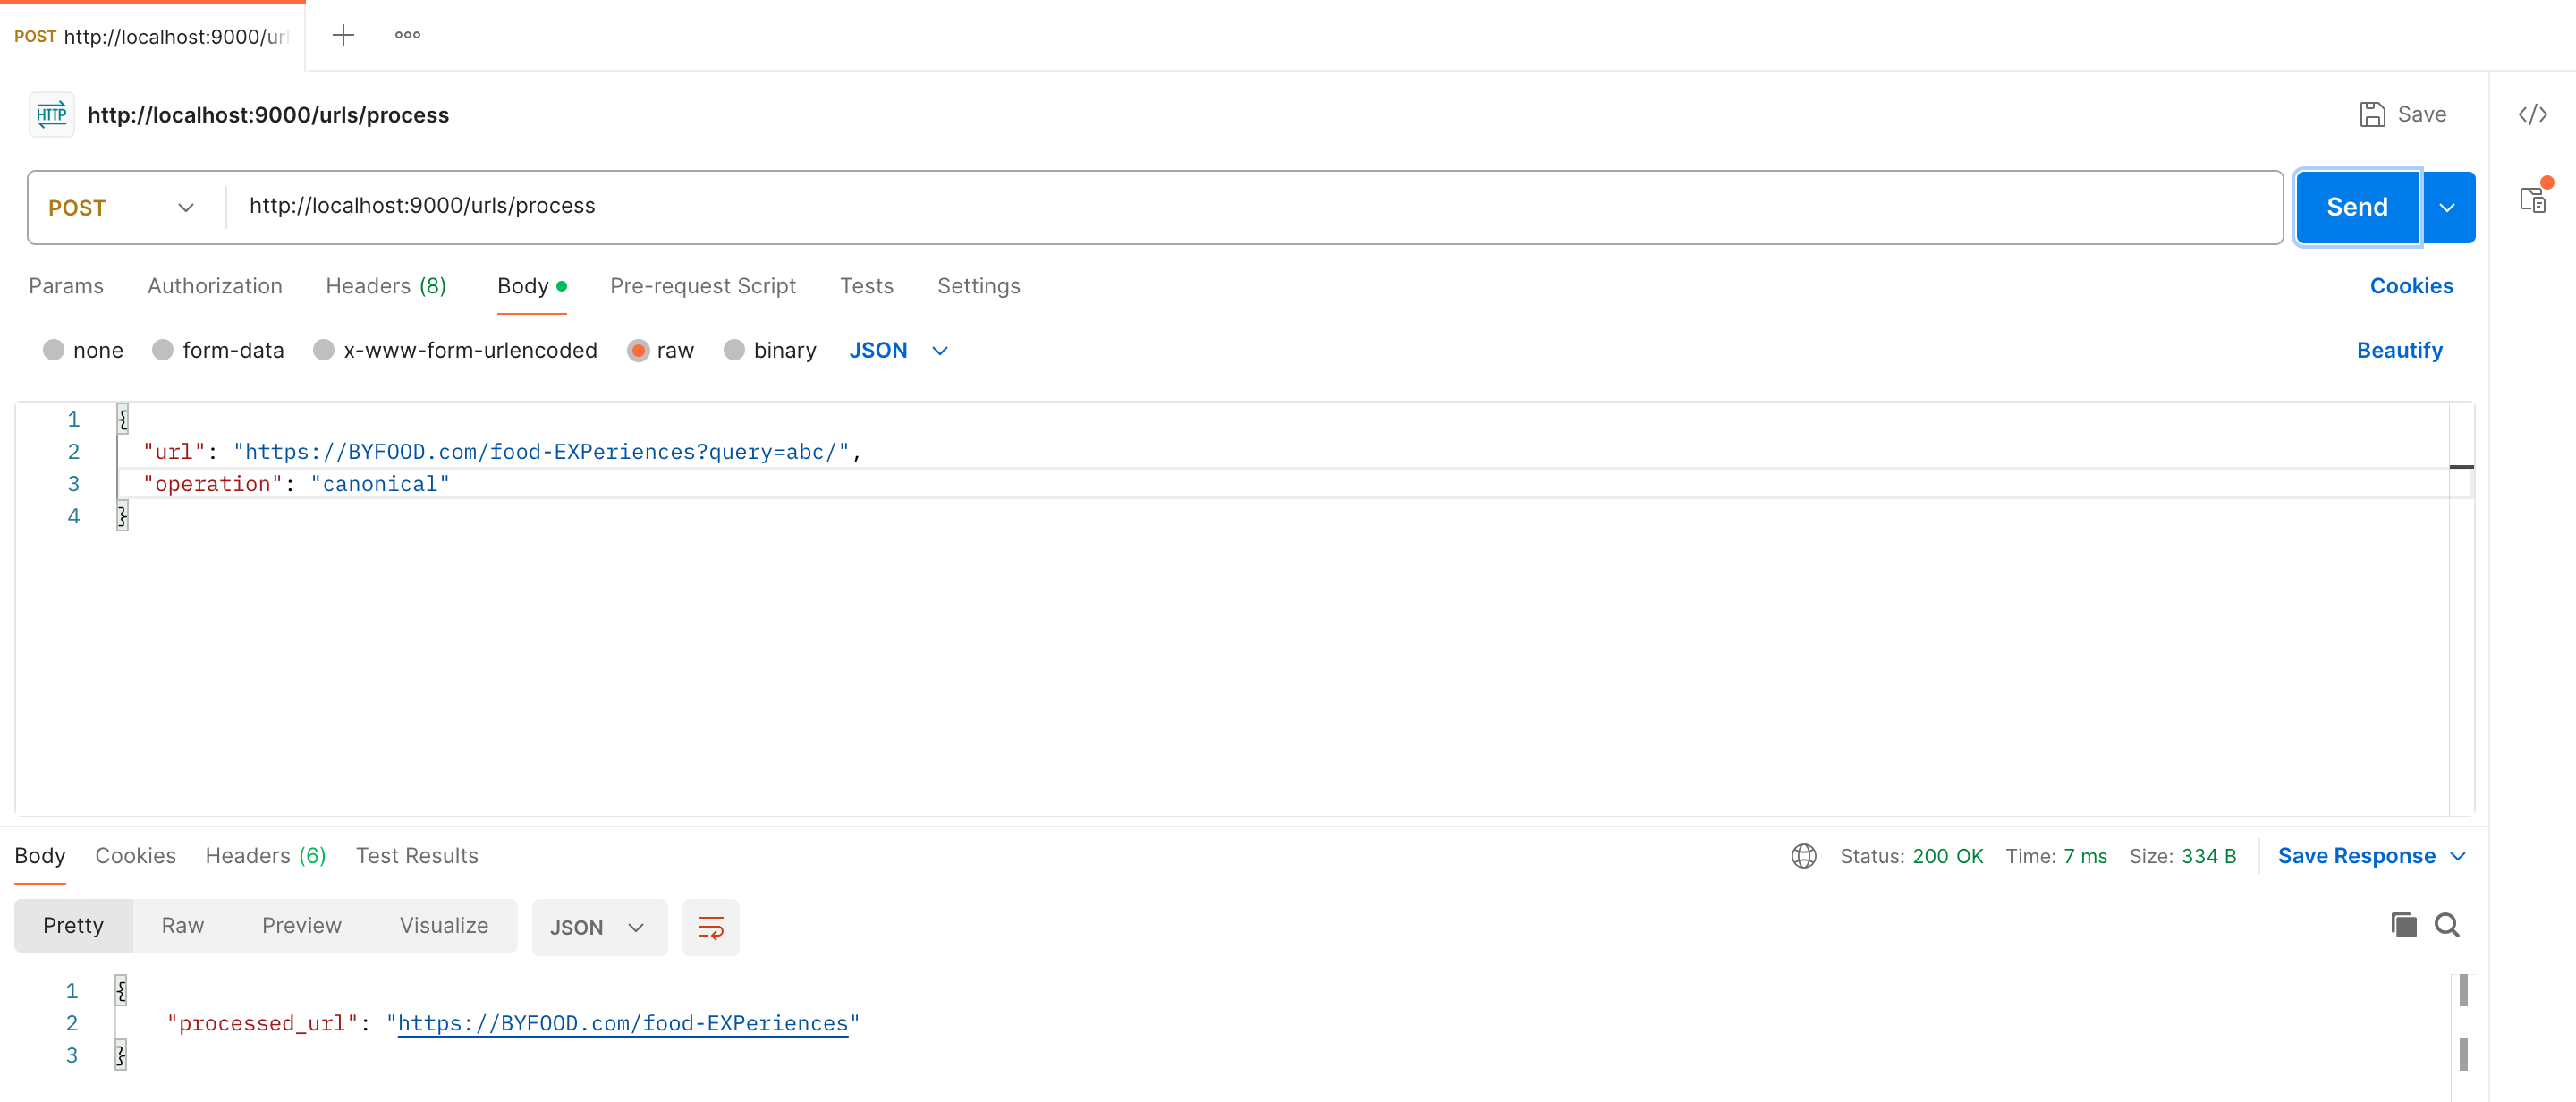 POST http://localhost:9000/url
HTTP http://localhost:9000/urls/process
Save
POST http://localhost:9000/urls/process
Send
Params Authorization Headers (8) Body Pre-request Script Tests Settings Cookies
none form-data x-www-form-urlencoded raw binary JSON Beautify
1 {
2 "url": "https://BYFOOD.com/food-EXPeriences?query=abc/",
3 "operation": "canonical"
4 }
Body Cookies Headers (6) Test Results Status: 200 OK Time: 7 ms Size: 334 B Save Response
Pretty Raw Preview Visualize JSON
1 {
2 "processed_url": "https://BYFOOD.com/food-EXPeriences"
3 }